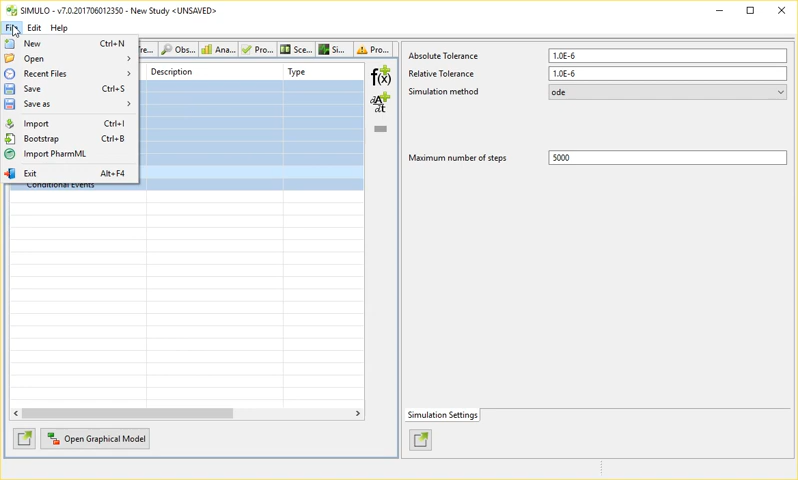 SIMULO - v7.0.201706012350 - New Study <UNSAVED>
File Edit Help
New Ctrl+N
Open
Recent Files
Save Ctrl+S
Save as
Import Ctrl+I
Bootstrap Ctrl+B
Import PharmML
Exit Alt+F4
re... Obs... Ana... Pro... Sce... Si... Pro...
Description Type
f(x)
dA
dt
Conditional Events
Open Graphical Model
Absolute Tolerance 1.0E-6
Relative Tolerance 1.0E-6
Simulation method ode
Maximum number of steps 5000
Simulation Settings